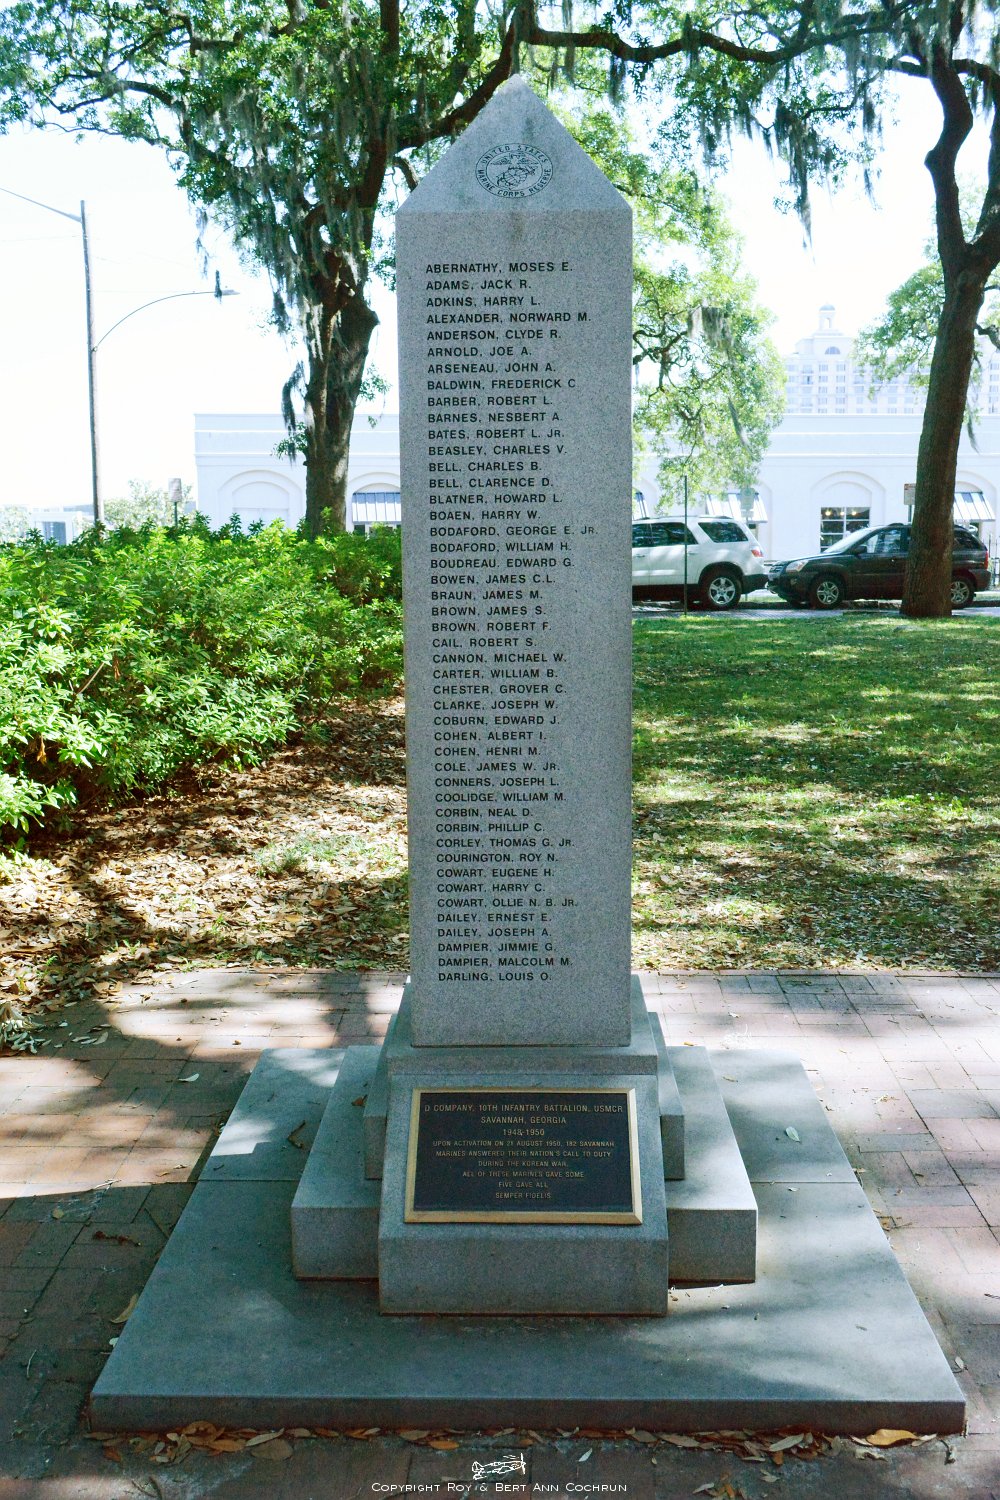 UNITED STATES
MARINE CORPS RESERVE
ABERNATHY, MOSES E.
ADAMS, JACK R.
ADKINS, HARRY L.
ALEXANDER, NORWARD M.
ANDERSON, CLYDE R.
ARNOLD, JOE A.
ARSENEAU, JOHN A.
BALDWIN, FREDERICK C
BARBER, ROBERT L.
BARNES, NESBERT A.
BATES, ROBERT L. JR.
BEASLEY, CHARLES V.
BELL, CHARLES B.
BELL, CLARENCE D.
BLATNER, HOWARD L.
BOAEN, HARRY W.
BODAFORD, GEORGE E. JR.
BODAFORD, WILLIAM H.
BOUDREAU, EDWARD G.
BOWEN, JAMES C.L.
BRAUN, JAMES M.
BROWN, JAMES S.
BROWN, ROBERT F.
CAIL, ROBERT S.
CANNON, MICHAEL W.
CARTER, WILLIAM B.
CHESTER, GROVER C.
CLARKE, JOSEPH W.
COBURN, EDWARD J.
COHEN, ALBERT I.
COHEN, HENRI M.
COLE, JAMES W. JR.
CONNERS, JOSEPH L.
COOLIDGE, WILLIAM M.
CORBIN, NEAL D.
CORBIN, PHILLIP C.
CORLEY, THOMAS G. JR.
COURINGTON, ROY N.
COWART, EUGENE H.
COWART, HARRY C.
COWART, OLLIE N. B. JR.
DAILEY, ERNEST E.
DAILEY, JOSEPH A.
DAMPIER, JIMMIE G.
DAMPIER, MALCOLM M.
DARLING, LOUIS O.
D COMPANY, 10TH INFANTRY BATTALION, USMCR
SAVANNAH, GEORGIA
1948-1950
UPON ACTIVATION ON 21 AUGUST 1950, 182 SAVANNAH
MARINES ANSWERED THEIR NATION'S CALL TO DUTY
DURING THE KOREAN WAR.
ALL OF THESE MARINES GAVE SOME
FIVE GAVE ALL
SEMPER FIDELIS
COPYRIGHT ROY & BERT ANN COCHRUN